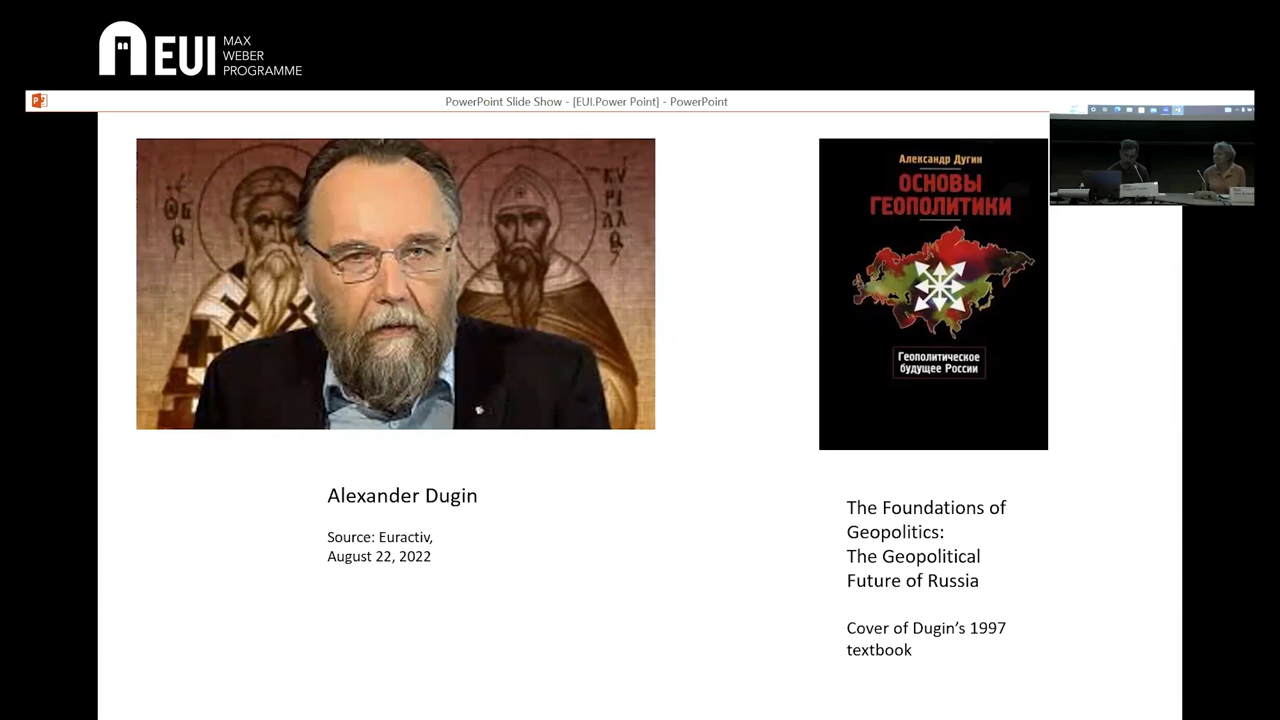 EUI
MAX
WEBER
PROGRAMME
PowerPoint Slide Show - [EUI.Power Point] - PowerPoint
Александр Дугин
ОСНОВЫ
ГЕОПОЛИТИКИ
Геополитическое
будущее России
Alexander Dugin
Source: Euractiv,
August 22, 2022
The Foundations of
Geopolitics:
The Geopolitical
Future of Russia
Cover of Dugin’s 1997
textbook